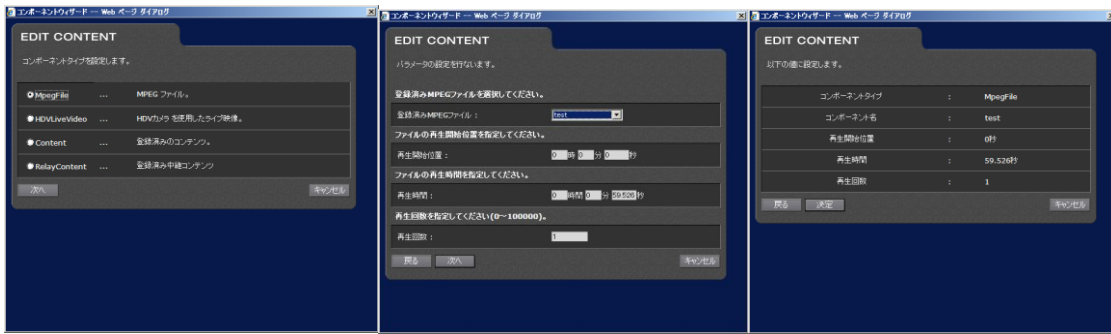 コンポーネントウィザード -- Web ページ ダイアログ
EDIT CONTENT
コンポーネントタイプを設定します。
MpegFile ... MPEG ファイル。
HDVLiveVideo ... HDVカメラ を使用したライブ映像。
Content ... 登録済みのコンテンツ。
RelayContent ... 登録済み中継コンテンツ
次へ キャンセル
コンポーネントウィザード -- Web ページ ダイアログ
EDIT CONTENT
パラメータの設定を行ないます。
登録済みMPEGファイルを選択してください。
登録済みMPEGファイル : test
ファイルの再生開始位置を指定してください。
再生開始位置 : 0 時 0 分 0 秒
ファイルの再生時間を指定してください。
再生時間 : 0 時間 0 分 59.526 秒
再生回数を指定してください(0〜100000)。
再生回数 : 1
戻る 次へ キャンセル
コンポーネントウィザード -- Web ページ ダイアログ
EDIT CONTENT
以下の値に設定します。
コンポーネントタイプ : MpegFile
コンポーネント名 : test
再生開始位置 : 0秒
再生時間 : 59.526秒
再生回数 : 1
戻る 決定 キャンセル